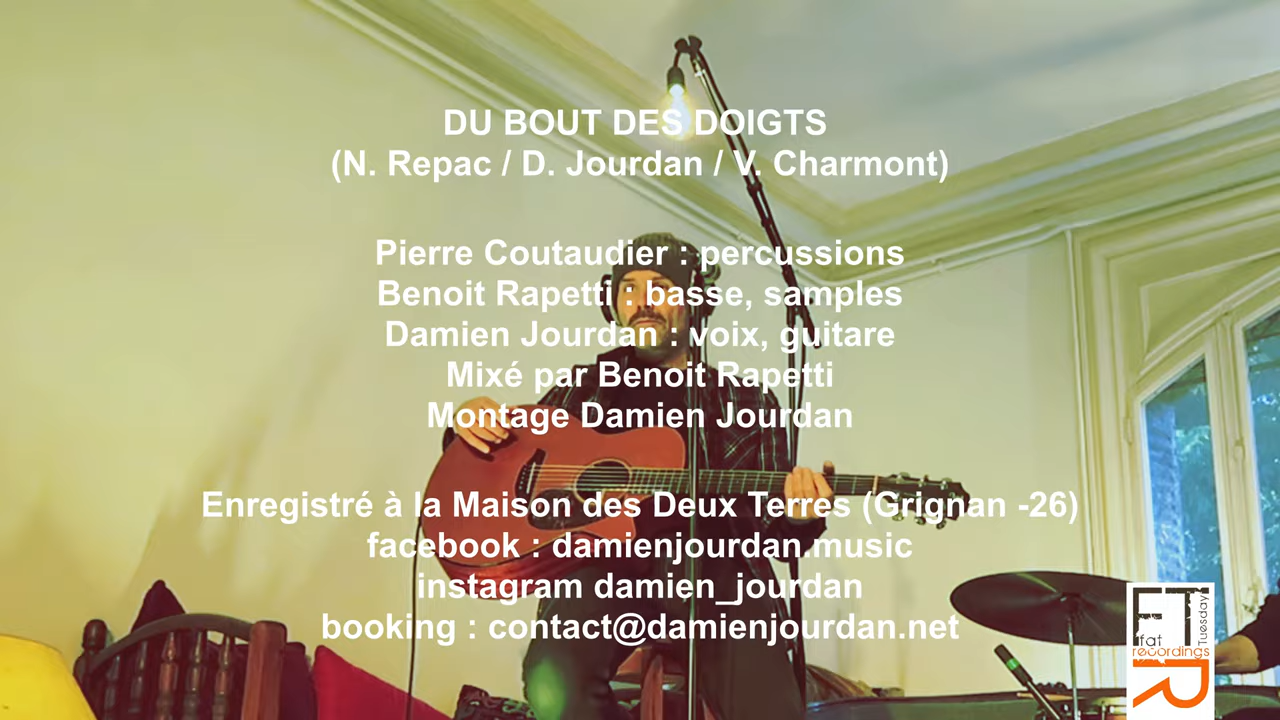 DU BOUT DES DOIGTS
(N. Repac / D. Jourdan / V. Charmont)
Pierre Coutaudier : percussions
Benoit Rapetti : basse, samples
Damien Jourdan : voix, guitare
Mixé par Benoit Rapetti
Montage Damien Jourdan
Enregistré à la Maison des Deux Terres (Grignan -26)
facebook : damienjourdan.music
instagram damien_jourdan
booking : contact@damienjourdan.net
FT
fat
Tuesday
recordings
R